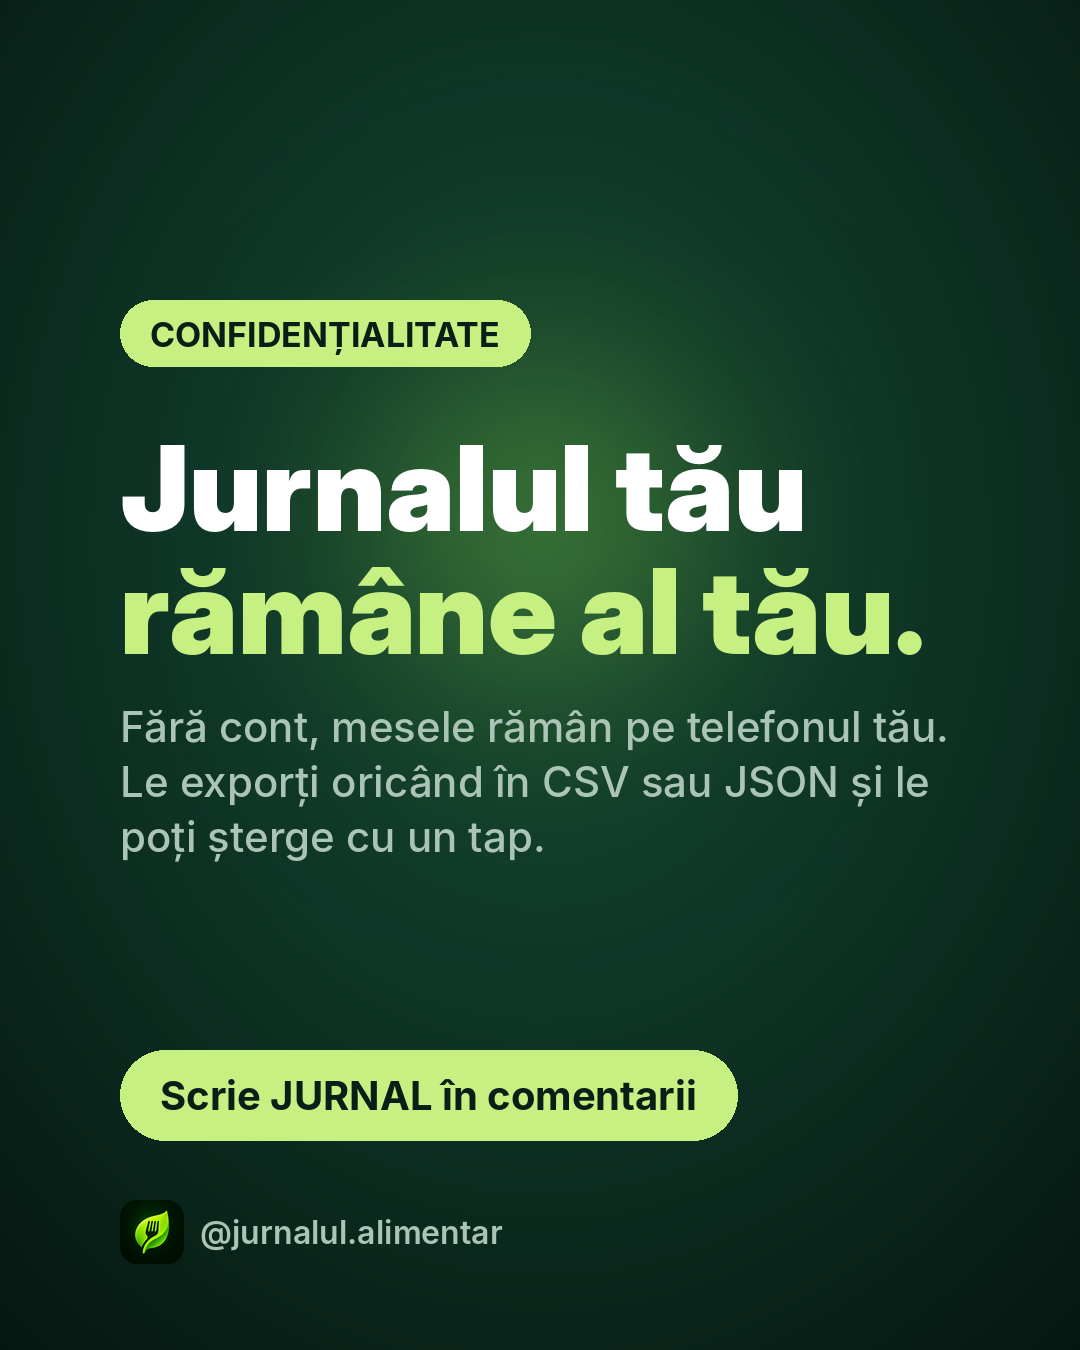 CONFIDENȚIALITATE
Jurnalul tău
rămâne al tău.
Fără cont, mesele rămân pe telefonul tău.
Le exporți oricând în CSV sau JSON și le
poți șterge cu un tap.
Scrie JURNAL în comentarii
@jurnalul.alimentar